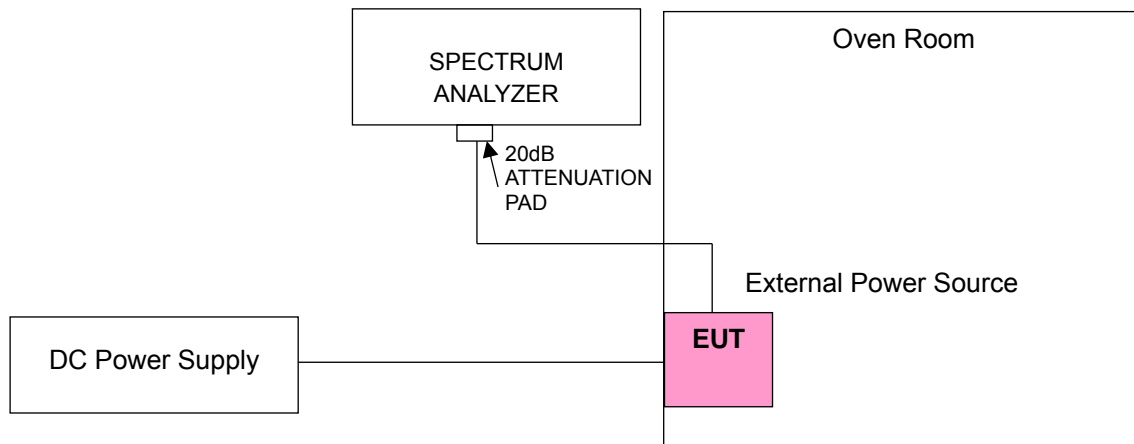 Oven Room
SPECTRUM
ANALYZER
20dB
ATTENUATION
PAD
External Power Source
EUT
DC Power Supply